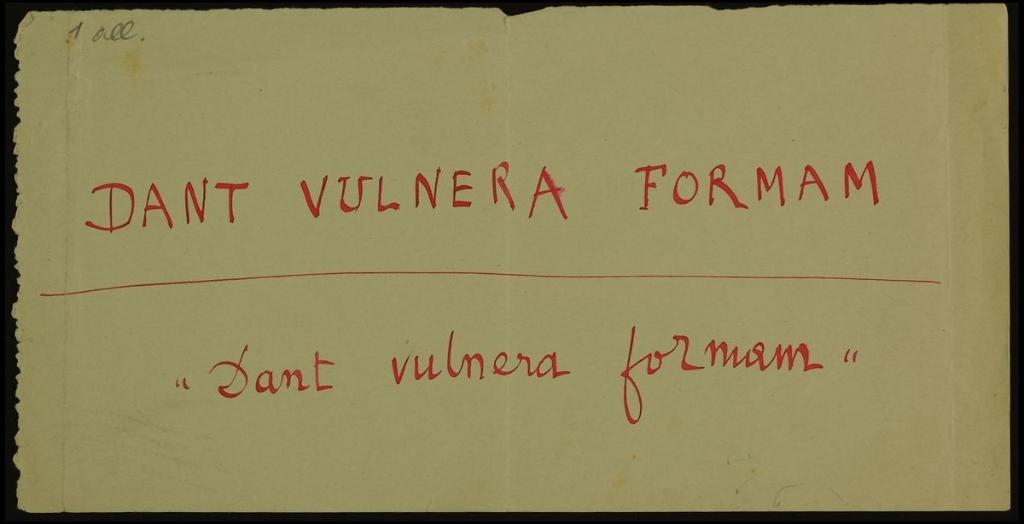 1 all.
DANT VULNERA FORMAM
"Dant vulnera formam"